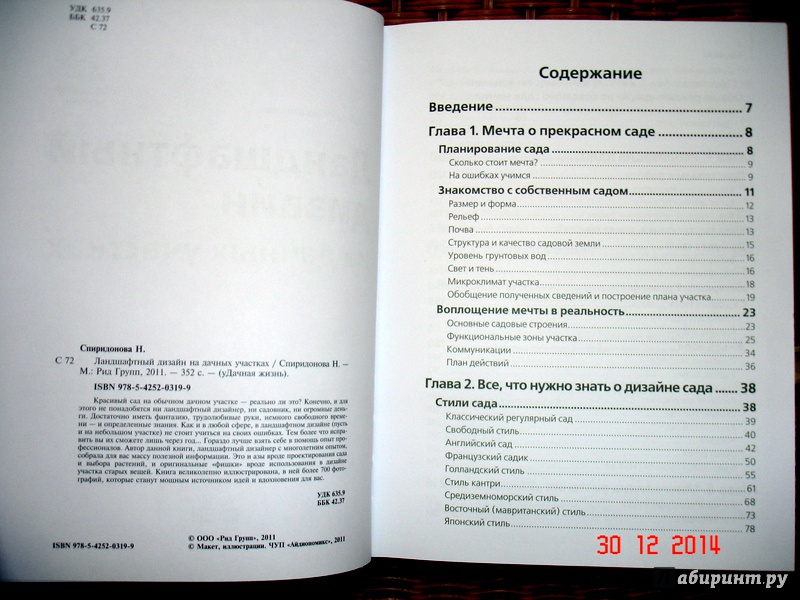 УДК 635.9
ББК 42.37
С 72
Спиридонова Н.
С 72 Ландшафтный дизайн на дачных участках / Спиридонова Н. –
М.: Рид Групп, 2011. — 352 с. — (уДачная жизнь).
ISBN 978-5-4252-0319-9
Красивый сад на обычном дачном участке — реально ли это? Конечно, и для
этого не понадобятся ни ландшафтный дизайнер, ни садовник, ни огромные день-
ги. Достаточно иметь фантазию, трудолюбивые руки, немного свободного времени
— и определенные знания. Как и в любой сфере, в ландшафтном дизайне (пусть
и на небольшом участке) не стоит учиться на своих ошибках. Тем более что испра-
вить вы их сможете лишь через год... Гораздо лучше взять себе в помощь опыт про-
фессионалов. Автор данной книги, ландшафтный дизайнер с многолетним опытом,
собрала для вас массу полезной информации. Это и азы вроде проектирования сада
и выбора растений, и оригинальные «фишки» вроде использования в дизайне
участка старых вещей. Книга великолепно иллюстрирована, в ней более 700 фото-
графий, которые станут мощным источником идей и вдохновения для вас.
УДК 635.9
ББК 42.37
© ООО «Рид Групп», 2011
ISBN 978-5-4252-0319-9 © Макет, иллюстрации. ЧУП «Айдиономикс», 2011
Содержание
Введение 7
Глава 1. Мечта о прекрасном саде 8
Планирование сада 8
Сколько стоит мечта? 9
На ошибках учимся 9
Знакомство с собственным садом 11
Размер и форма 12
Рельеф 13
Почва 13
Структура и качество садовой земли 15
Уровень грунтовых вод 16
Свет и тень 16
Микроклимат участка 18
Обобщение полученных сведений и построение плана участка 19
Воплощение мечты в реальность 23
Основные садовые строения 23
Функциональные зоны участка 25
Коммуникации 34
План действий 36
Глава 2. Все, что нужно знать о дизайне сада 38
Стили сада 38
Классический регулярный сад 39
Свободный стиль 40
Английский сад 42
Французский садик 50
Голландский стиль 55
Стиль кантри 61
Средиземноморский стиль 68
Восточный (мавританский) стиль 73
Японский стиль 78
30 12 2014
Лабиринт.ру